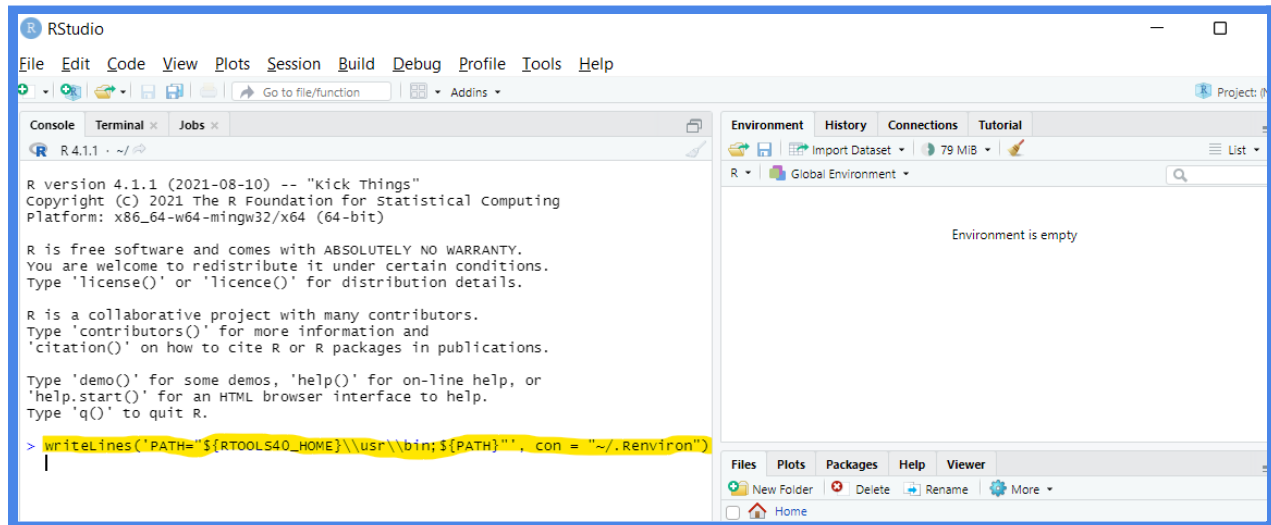 RStudio
File Edit Code View Plots Session Build Debug Profile Tools Help
Go to file/function Addins
Project:
Console Terminal Jobs
R 4.1.1 · ~/
R version 4.1.1 (2021-08-10) -- "Kick Things"
Copyright (C) 2021 The R Foundation for Statistical Computing
Platform: x86_64-w64-mingw32/x64 (64-bit)
R is free software and comes with ABSOLUTELY NO WARRANTY.
You are welcome to redistribute it under certain conditions.
Type 'license()' or 'licence()' for distribution details.
R is a collaborative project with many contributors.
Type 'contributors()' for more information and
'citation()' on how to cite R or R packages in publications.
Type 'demo()' for some demos, 'help()' for on-line help, or
'help.start()' for an HTML browser interface to help.
Type 'q()' to quit R.
> writeLines('PATH="${RTOOLS40_HOME}\\usr\\bin;${PATH}"', con = "~/.Renviron")
Environment History Connections Tutorial
Import Dataset 79 MiB List
R Global Environment
Environment is empty
Files Plots Packages Help Viewer
New Folder Delete Rename More
Home